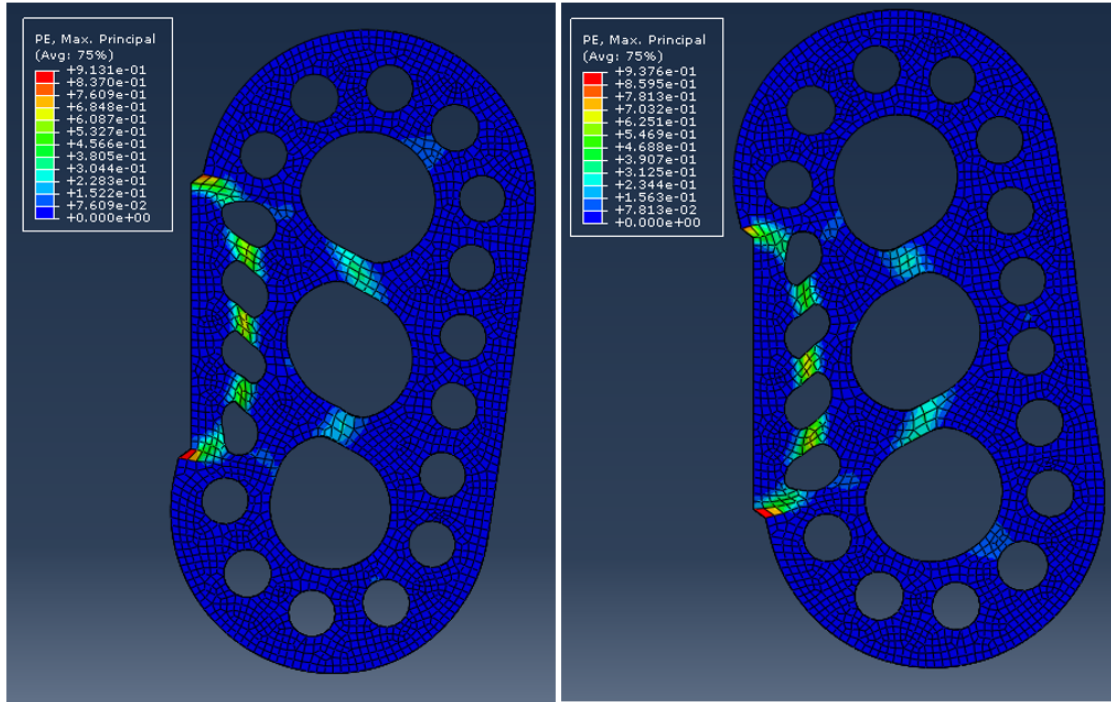 PE, Max. Principal
(Avg: 75%)
+9.131e-01
+8.370e-01
+7.609e-01
+6.848e-01
+6.087e-01
+5.327e-01
+4.566e-01
+3.805e-01
+3.044e-01
+2.283e-01
+1.522e-01
+7.609e-02
+0.000e+00
PE, Max. Principal
(Avg: 75%)
+9.376e-01
+8.595e-01
+7.813e-01
+7.032e-01
+6.251e-01
+5.469e-01
+4.688e-01
+3.907e-01
+3.125e-01
+2.344e-01
+1.563e-01
+7.813e-02
+0.000e+00